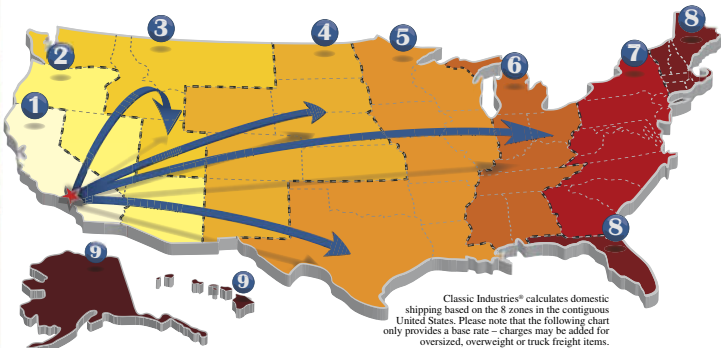 8
3
4
5
2
7
6
1
8
9
9
Classic Industries® calculates domestic
shipping based on the 8 zones in the contiguous
United States. Please note that the following chart
only provides a base rate – charges may be added for
oversized, overweight or truck freight items.